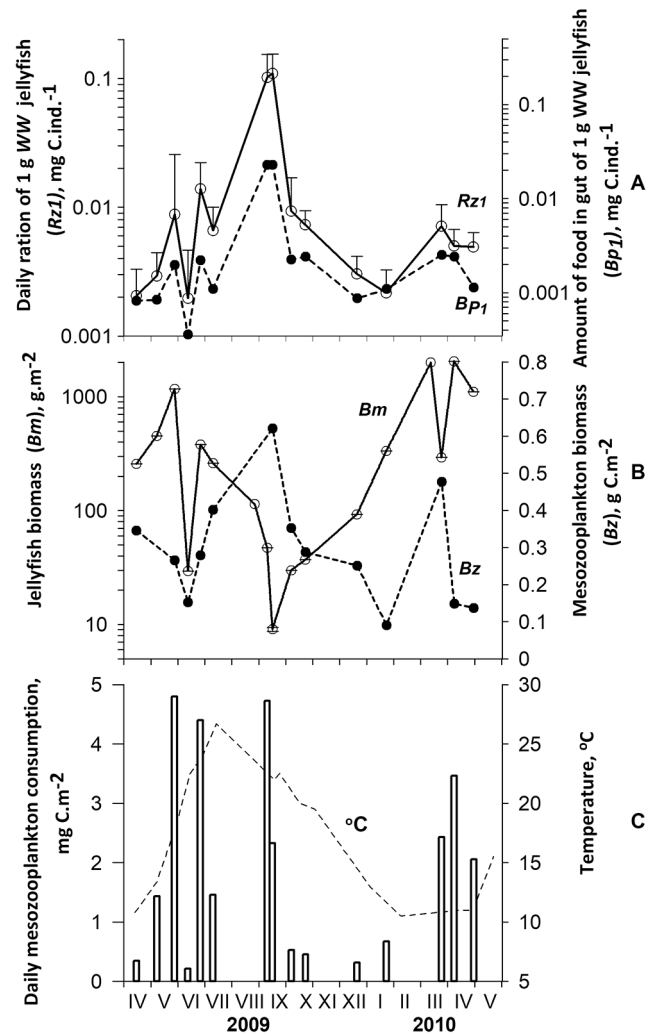 Daily ration of 1 g WW jellyfish
(Rz1), mg C.ind.-1
0.1
0.01
0.001
Rz1
BP1
0.1
0.01
0.001
Amount of food in gut of 1 g WW jellyfish
(Bp1), mg C.ind.-1
A
Jellyfish biomass (Bm), g.m-2
1000
100
10
Bm
Bz
0.8
0.7
0.6
0.5
0.4
0.3
0.2
0.1
0
Mesozooplankton biomass
(Bz), g C.m-2
B
Daily mesozooplankton consumption,
mg C.m-2
5
4
3
2
1
0
oC
30
25
20
15
10
5
Temperature, oC
C
IV V VI VII VIII IX X XI XII I II III IV V
2009 2010